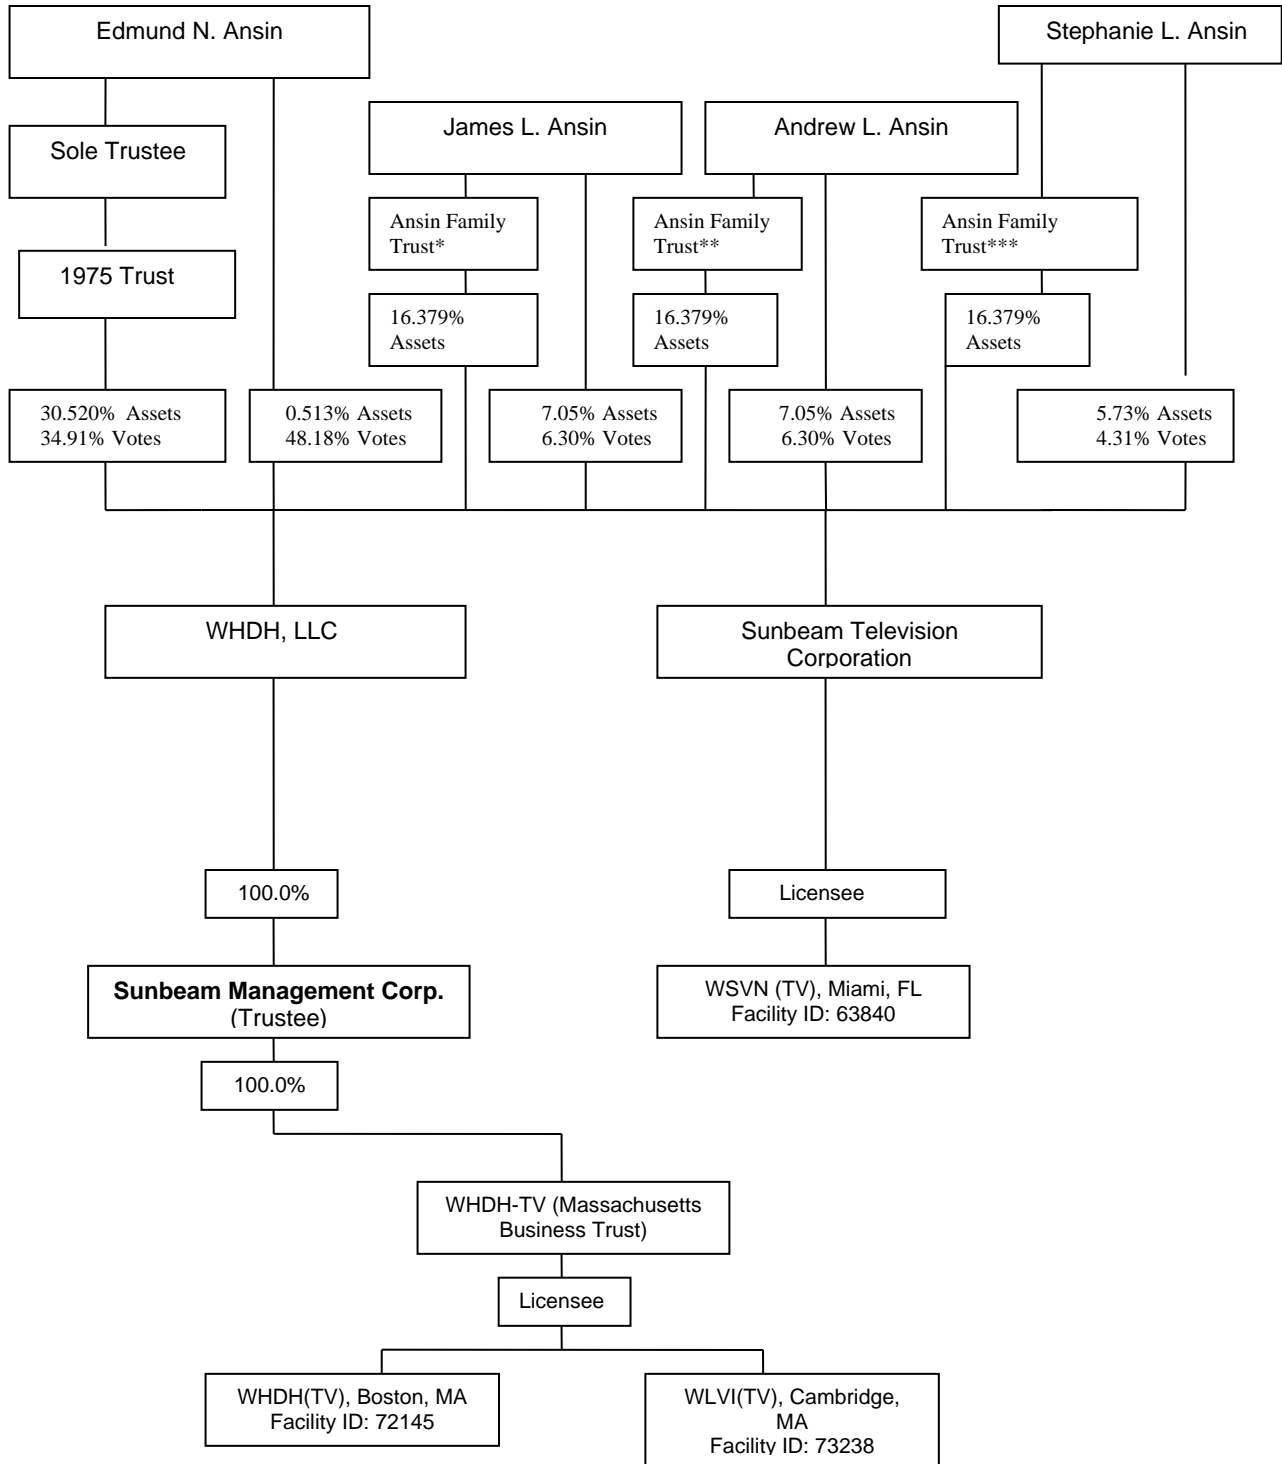 Edmund N. Ansin
Stephanie L. Ansin
James L. Ansin
Andrew L. Ansin
Sole Trustee
Ansin Family
Trust*
Ansin Family
Trust**
Ansin Family
Trust***
1975 Trust
16.379%
Assets
16.379%
Assets
16.379%
Assets
30.520% Assets
34.91% Votes
0.513% Assets
48.18% Votes
7.05% Assets
6.30% Votes
7.05% Assets
6.30% Votes
5.73% Assets
4.31% Votes
WHDH, LLC
Sunbeam Television
Corporation
100.0%
Licensee
Sunbeam Management Corp.
(Trustee)
WSVN (TV), Miami, FL
Facility ID: 63840
100.0%
WHDH-TV (Massachusetts
Business Trust)
Licensee
WHDH(TV), Boston, MA
Facility ID: 72145
WLVI(TV), Cambridge,
MA
Facility ID: 73238